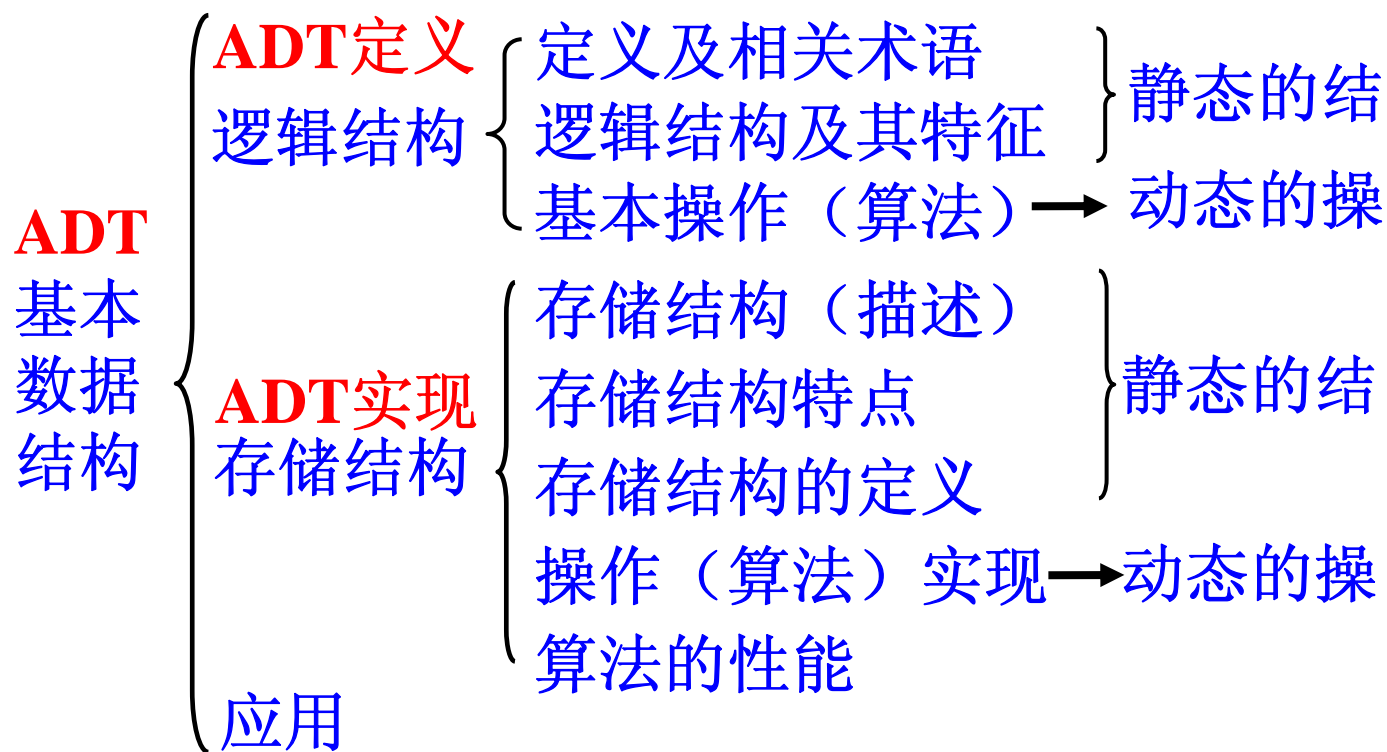 ADT定义
逻辑结构
定义及相关术语
逻辑结构及其特征
静态的结
基本操作（算法）
动态的操
ADT
基本
数据
结构
ADT实现
存储结构
存储结构（描述）
存储结构特点
存储结构的定义
静态的结
操作（算法）实现
动态的操
算法的性能
应用